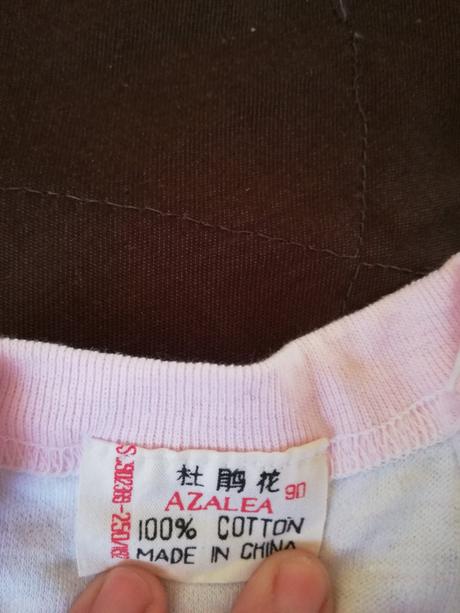 杜鹃花
AZALEA 90
100% COTTON
MADE IN CHINA